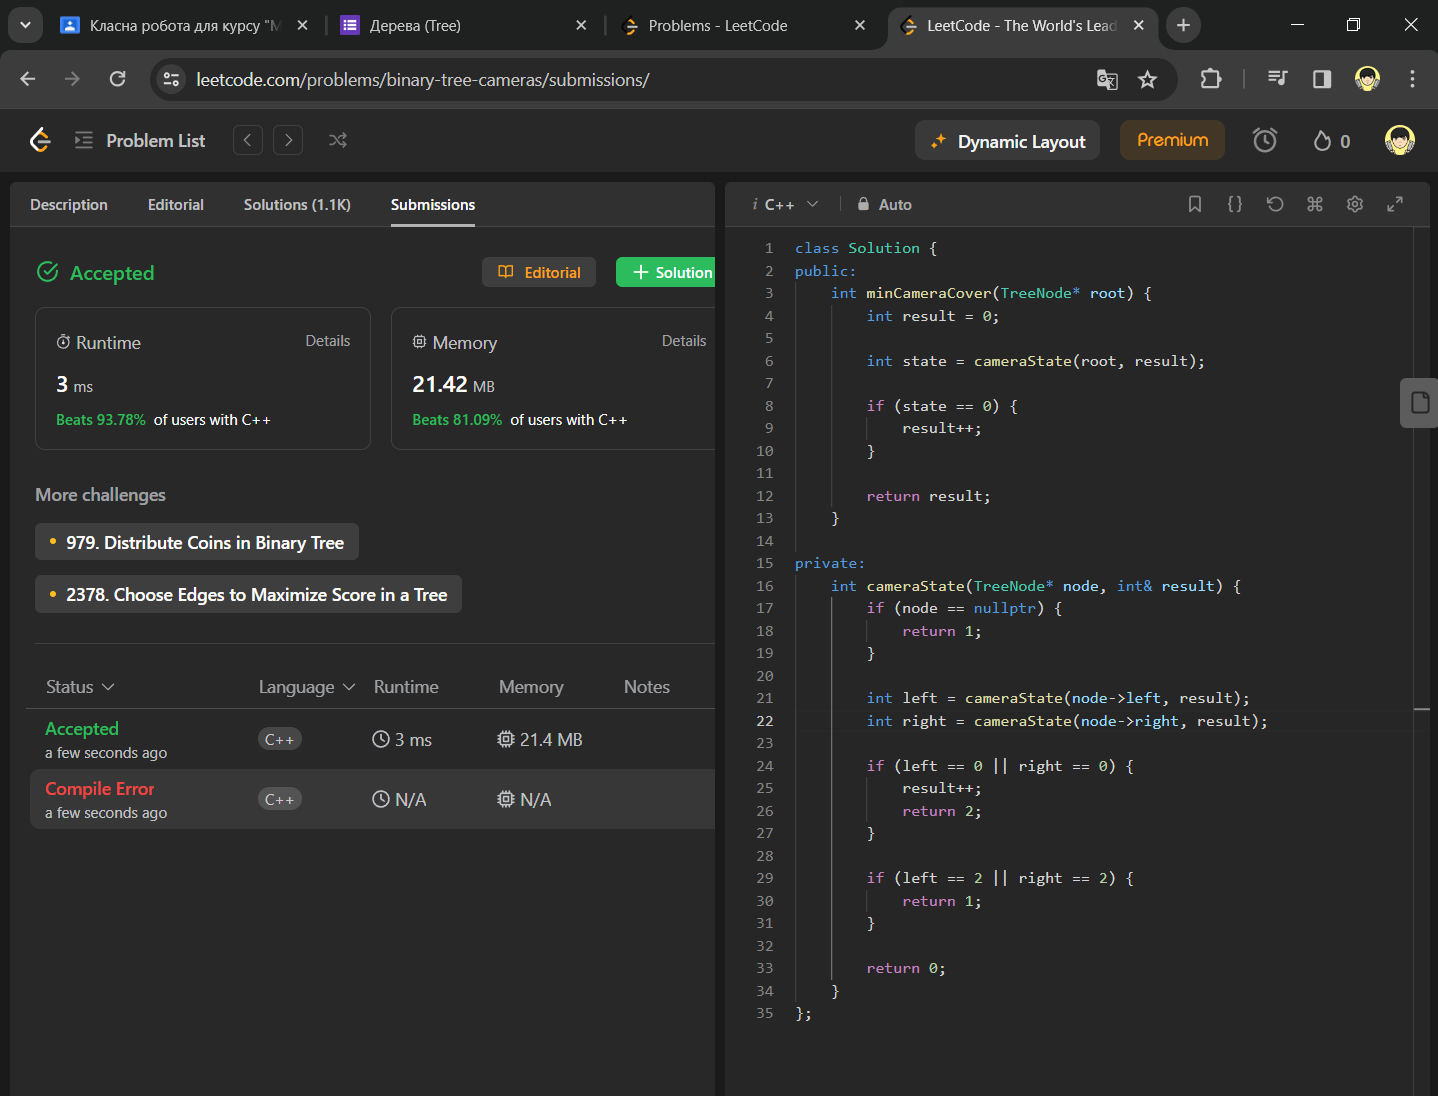 Класна робота для курсу "М
Дерева (Tree)
Problems - LeetCode
LeetCode - The World's Lead
leetcode.com/problems/binary-tree-cameras/submissions/
Problem List
Dynamic Layout
Premium
0
Description Editorial Solutions (1.1K) Submissions
Accepted
Editorial
Solution
Runtime Details
3 ms
Beats 93.78% of users with C++
Memory Details
21.42 MB
Beats 81.09% of users with C++
More challenges
979. Distribute Coins in Binary Tree
2378. Choose Edges to Maximize Score in a Tree
Status Language Runtime Memory Notes
Accepted
a few seconds ago
C++ 3 ms 21.4 MB
Compile Error
a few seconds ago
C++ N/A N/A
i C++ Auto
1 class Solution {
2 public:
3 int minCameraCover(TreeNode* root) {
4 int result = 0;
5
6 int state = cameraState(root, result);
7
8 if (state == 0) {
9 result++;
10 }
11
12 return result;
13 }
14
15 private:
16 int cameraState(TreeNode* node, int& result) {
17 if (node == nullptr) {
18 return 1;
19 }
20
21 int left = cameraState(node->left, result);
22 int right = cameraState(node->right, result);
23
24 if (left == 0 || right == 0) {
25 result++;
26 return 2;
27 }
28
29 if (left == 2 || right == 2) {
30 return 1;
31 }
32
33 return 0;
34 }
35 };